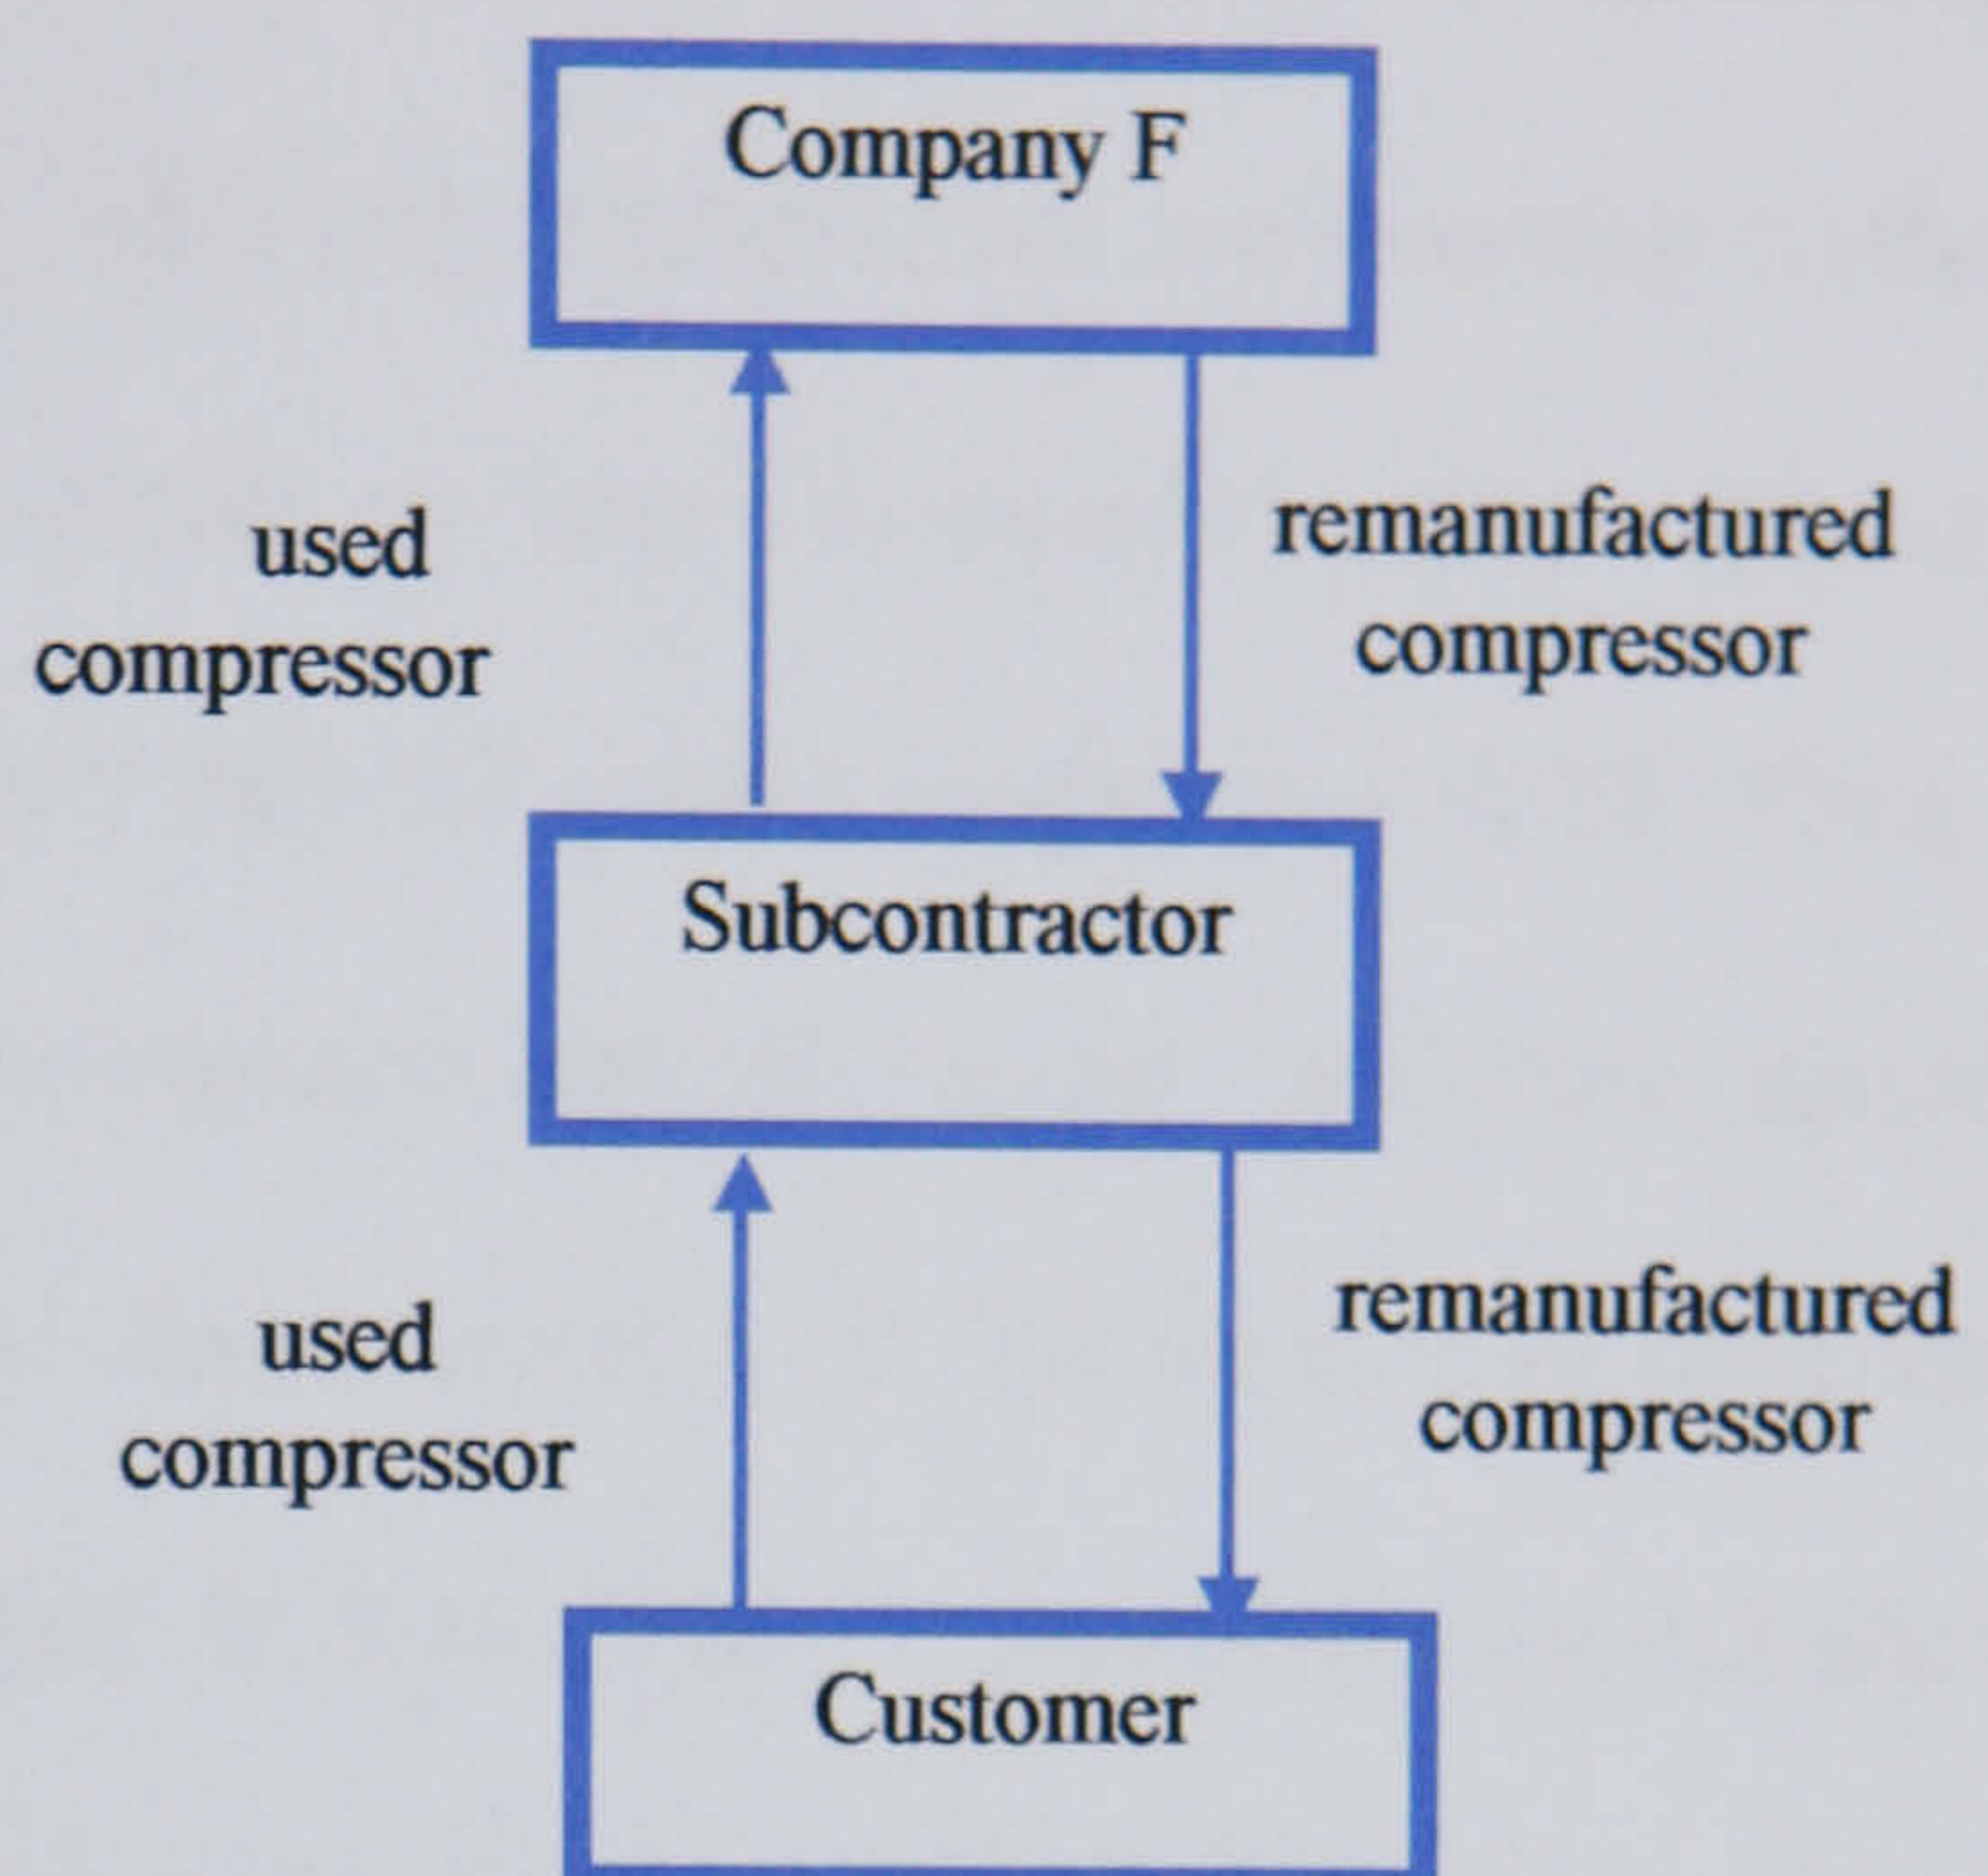 Company F
used
compressor
remanufactured
compressor
Subcontractor
used
compressor
remanufactured
compressor
Customer